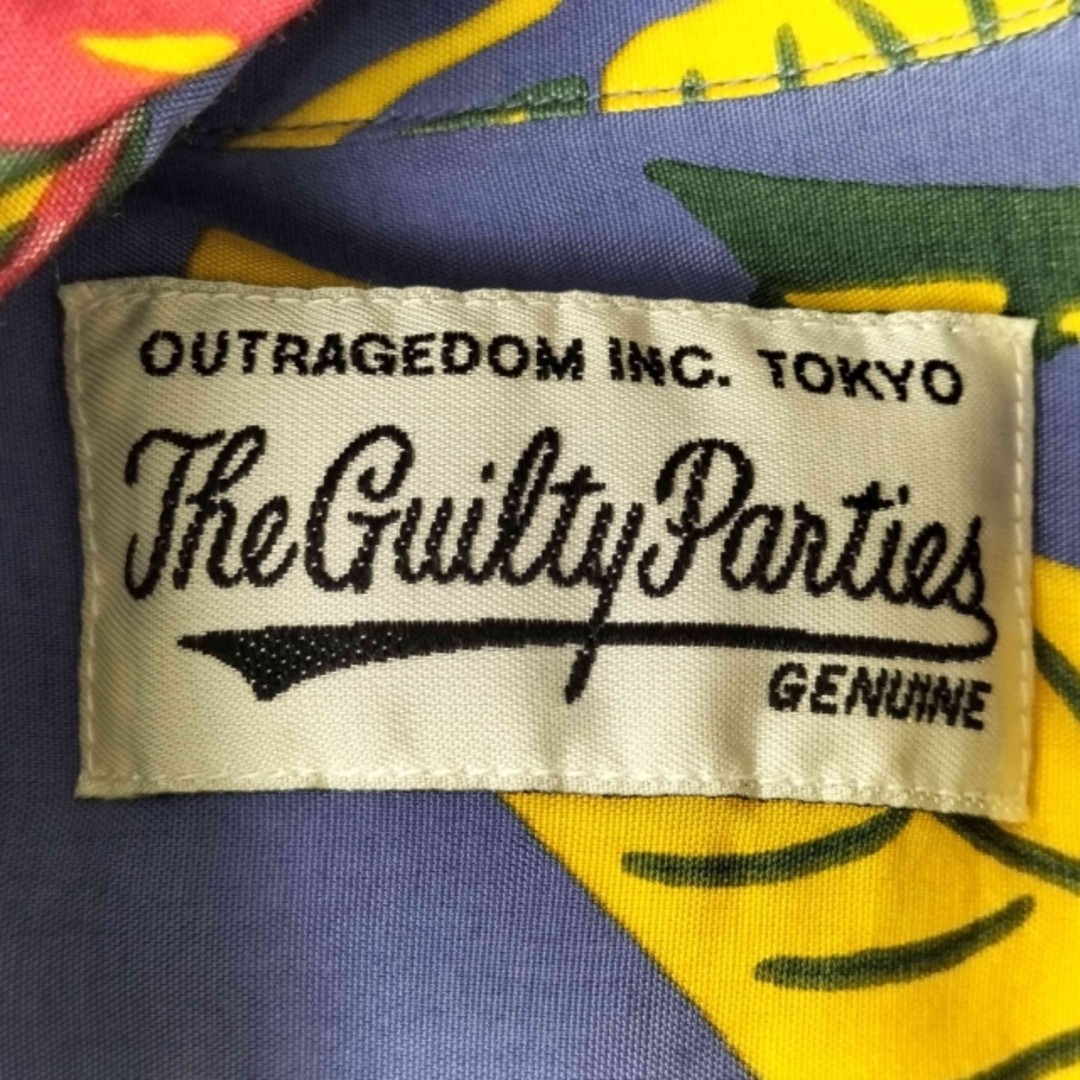 OUTRAGEDOM INC. TOKYO
The Guilty Parties
GENUINE